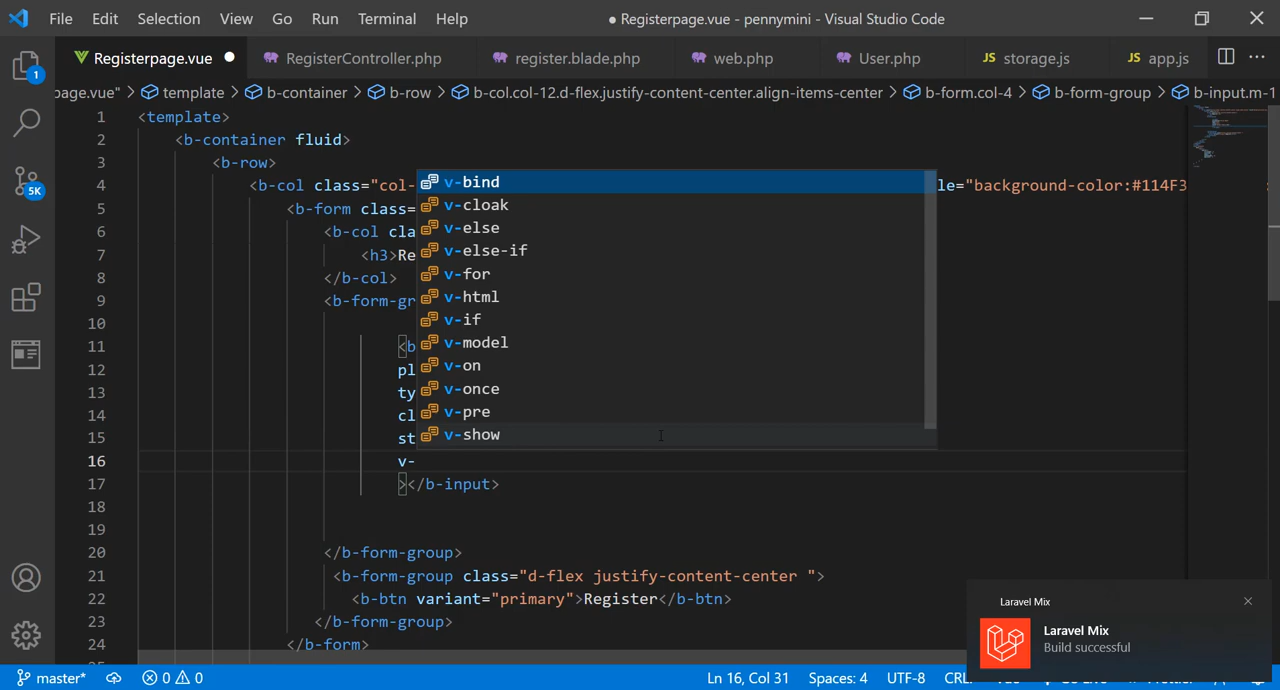 File Edit Selection View Go Run Terminal Help
● Registerpage.vue - pennymini - Visual Studio Code
Registerpage.vue RegisterController.php register.blade.php web.php User.php JS storage.js JS app.js
page.vue" > template > b-container > b-row > b-col.col-12.d-flex.justify-content-center.align-items-center > b-form.col-4 > b-form-group > b-input.m-1
1
5K
1 <template>
2 <b-container fluid>
3 <b-row>
4 <b-col class="col- le="background-color:#114F3
5 <b-form class=
6 <b-col cla
7 <h3>Re
8 </b-col>
9 <b-form-gr
10
11 <b
12 pl
13 ty
14 cl
15 st
16 v-
17 ></b-input>
18
19
20 </b-form-group>
21 <b-form-group class="d-flex justify-content-center ">
22 <b-btn variant="primary">Register</b-btn>
23 </b-form-group>
24 </b-form>
v-bind
v-cloak
v-else
v-else-if
v-for
v-html
v-if
v-model
v-on
v-once
v-pre
v-show
Laravel Mix
Laravel Mix
Build successful
master* 0 0 Ln 16, Col 31 Spaces: 4 UTF-8